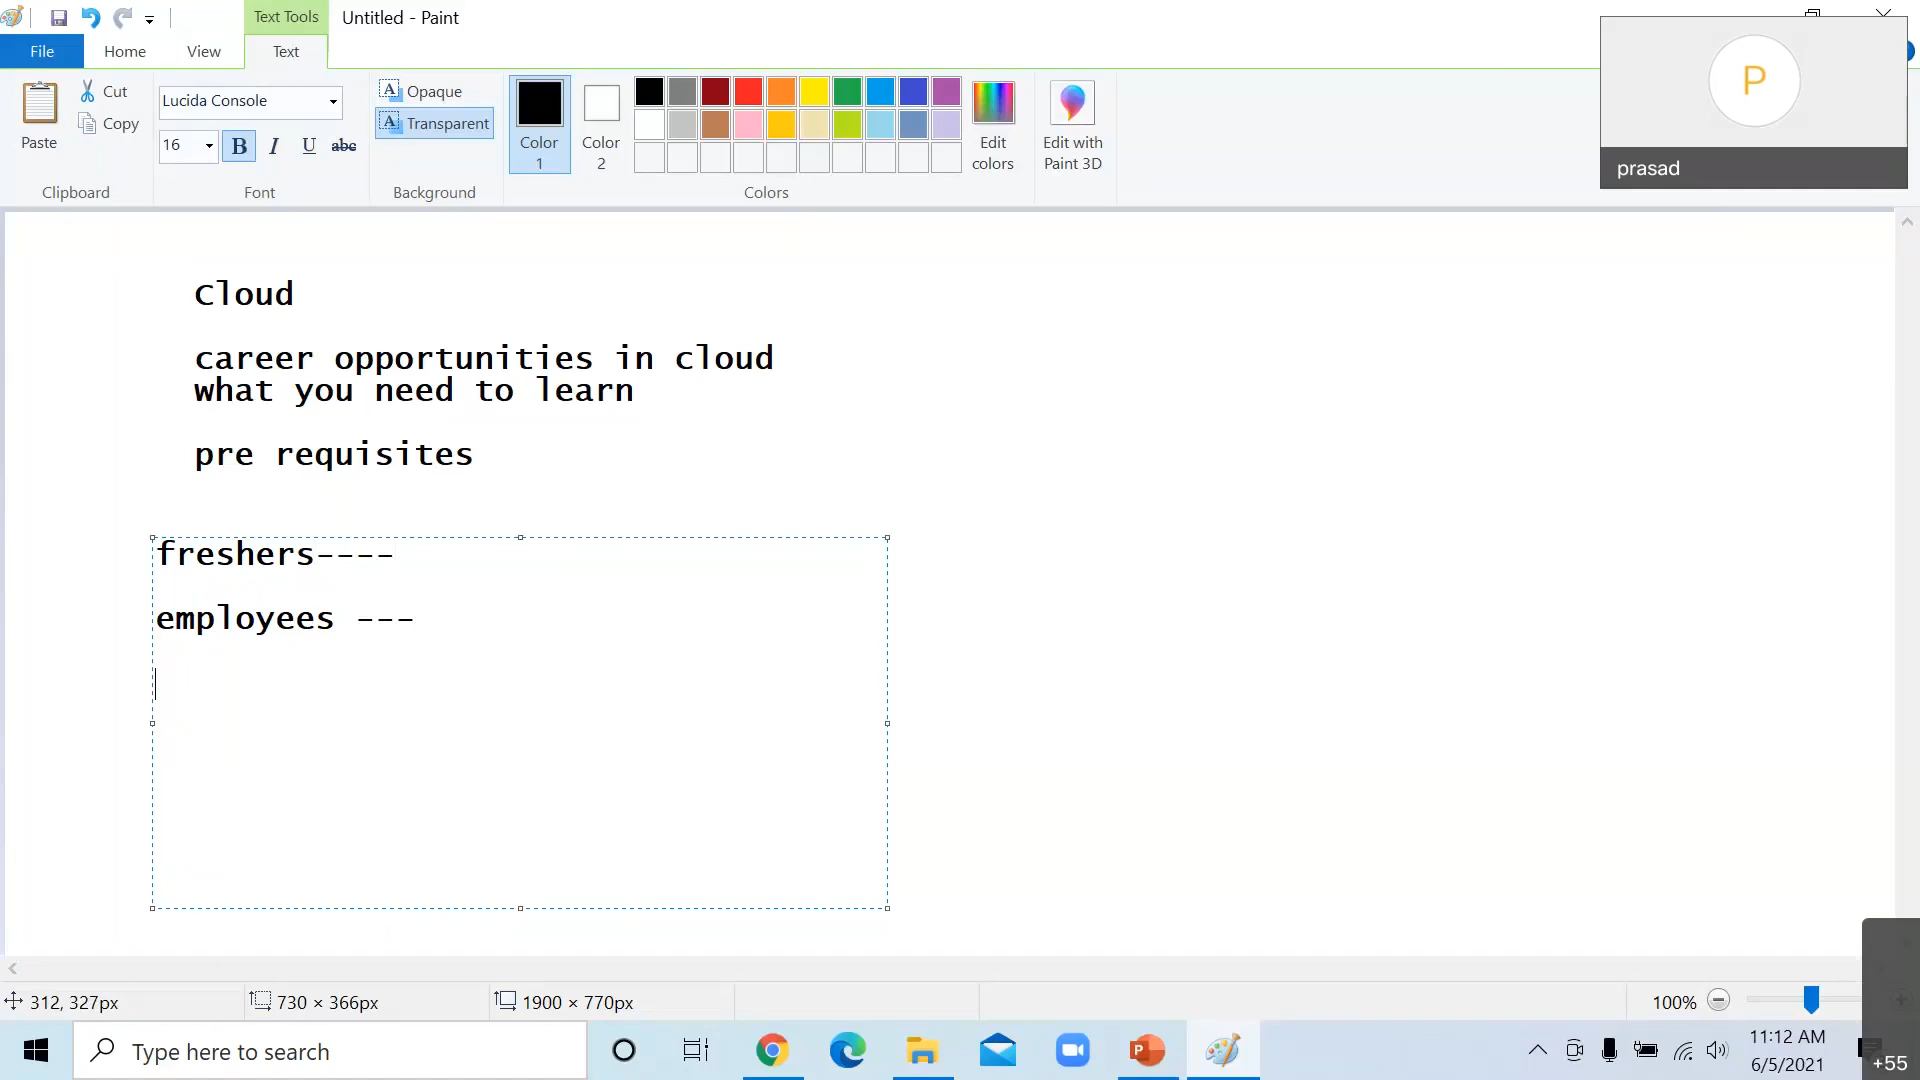 Text Tools
Untitled - Paint
File
Home
View
Text
Cut
Copy
Paste
Clipboard
Lucida Console
16
B I U abc
Font
Opaque
Transparent
Background
Color 1
Color 2
Colors
Edit colors
Edit with Paint 3D
P
prasad
Cloud
career opportunities in cloud
what you need to learn
pre requisites
freshers----
employees ---
312, 327px
730 × 366px
1900 × 770px
100%
Type here to search
11:12 AM
6/5/2021
+55